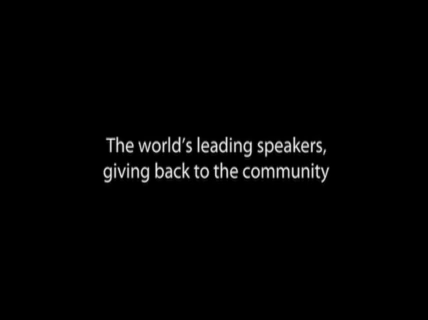 The world’s leading speakers,
giving back to the community